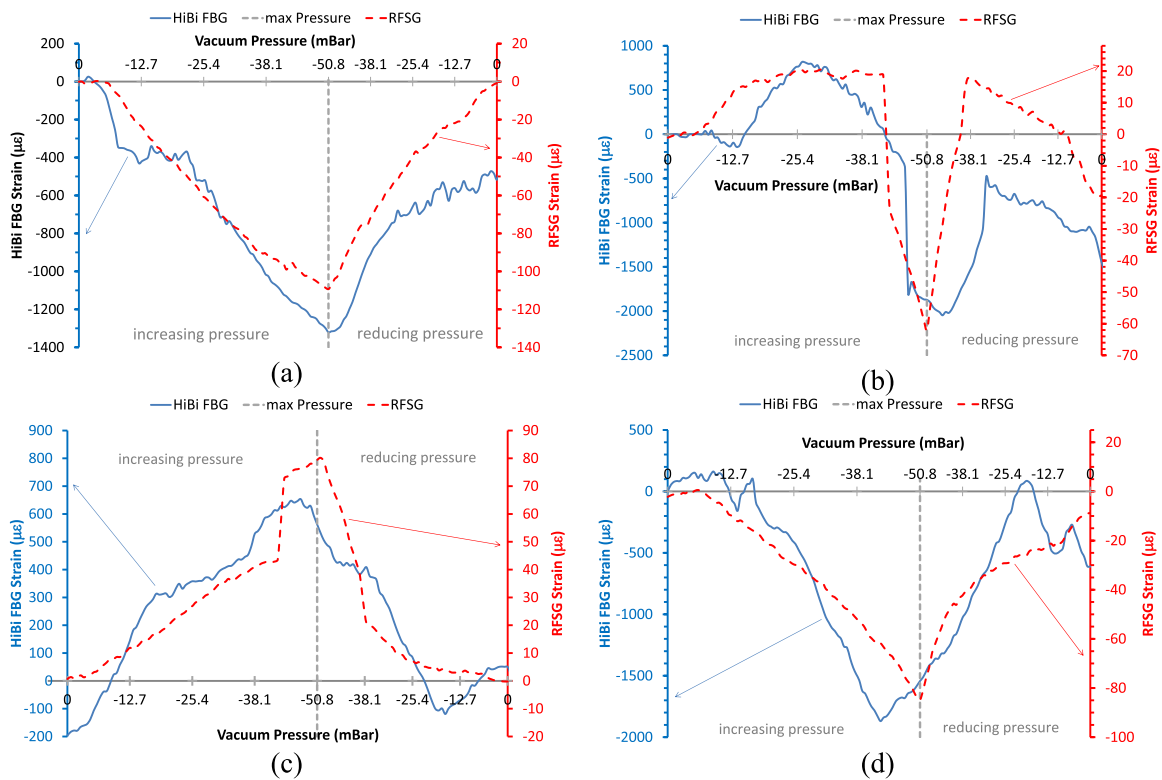 HiBi FBG max Pressure RFSG
Vacuum Pressure (mBar)
0 -12.7 -25.4 -38.1 -50.8 -38.1 -25.4 -12.7 0
200
0
-200
-400
-600
-800
-1000
-1200
-1400
HiBi FBG Strain (με)
20
0
-20
-40
-60
-80
-100
-120
-140
RFSG Strain (με)
increasing pressure
reducing pressure
(a)
HiBi FBG max Pressure RFSG
1000
500
0
-500
-1000
-1500
-2000
-2500
HiBi FBG Strain (με)
0 -12.7 -25.4 -38.1 -50.8 -38.1 -25.4 -12.7 0
Vacuum Pressure (mBar)
20
10
0
-10
-20
-30
-40
-50
-60
-70
RFSG Strain (με)
increasing pressure
reducing pressure
(b)
HiBi FBG max Pressure RFSG
900
800
700
600
500
400
300
200
100
0
-100
-200
HiBi FBG Strain (με)
increasing pressure
reducing pressure
90
80
70
60
50
40
30
20
10
0
-10
-20
RFSG Strain (με)
0 -12.7 -25.4 -38.1 -50.8 -38.1 -25.4 -12.7 0
Vacuum Pressure (mBar)
(c)
HiBi FBG max Pressure RFSG
Vacuum Pressure (mBar)
0 -12.7 -25.4 -38.1 -50.8 -38.1 -25.4 -12.7 0
500
0
-500
-1000
-1500
-2000
HiBi FBG Strain (με)
20
0
-20
-40
-60
-80
-100
RFSG Strain (με)
increasing pressure
reducing pressure
(d)